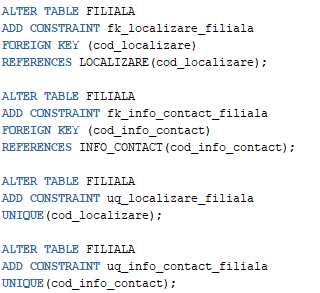 ALTER TABLE FILIALA
ADD CONSTRAINT fk_localizare_filiala
FOREIGN KEY (cod_localizare)
REFERENCES LOCALIZARE(cod_localizare);

ALTER TABLE FILIALA
ADD CONSTRAINT fk_info_contact_filiala
FOREIGN KEY (cod_info_contact)
REFERENCES INFO_CONTACT(cod_info_contact);

ALTER TABLE FILIALA
ADD CONSTRAINT uq_localizare_filiala
UNIQUE(cod_localizare);

ALTER TABLE FILIALA
ADD CONSTRAINT uq_info_contact_filiala
UNIQUE(cod_info_contact);